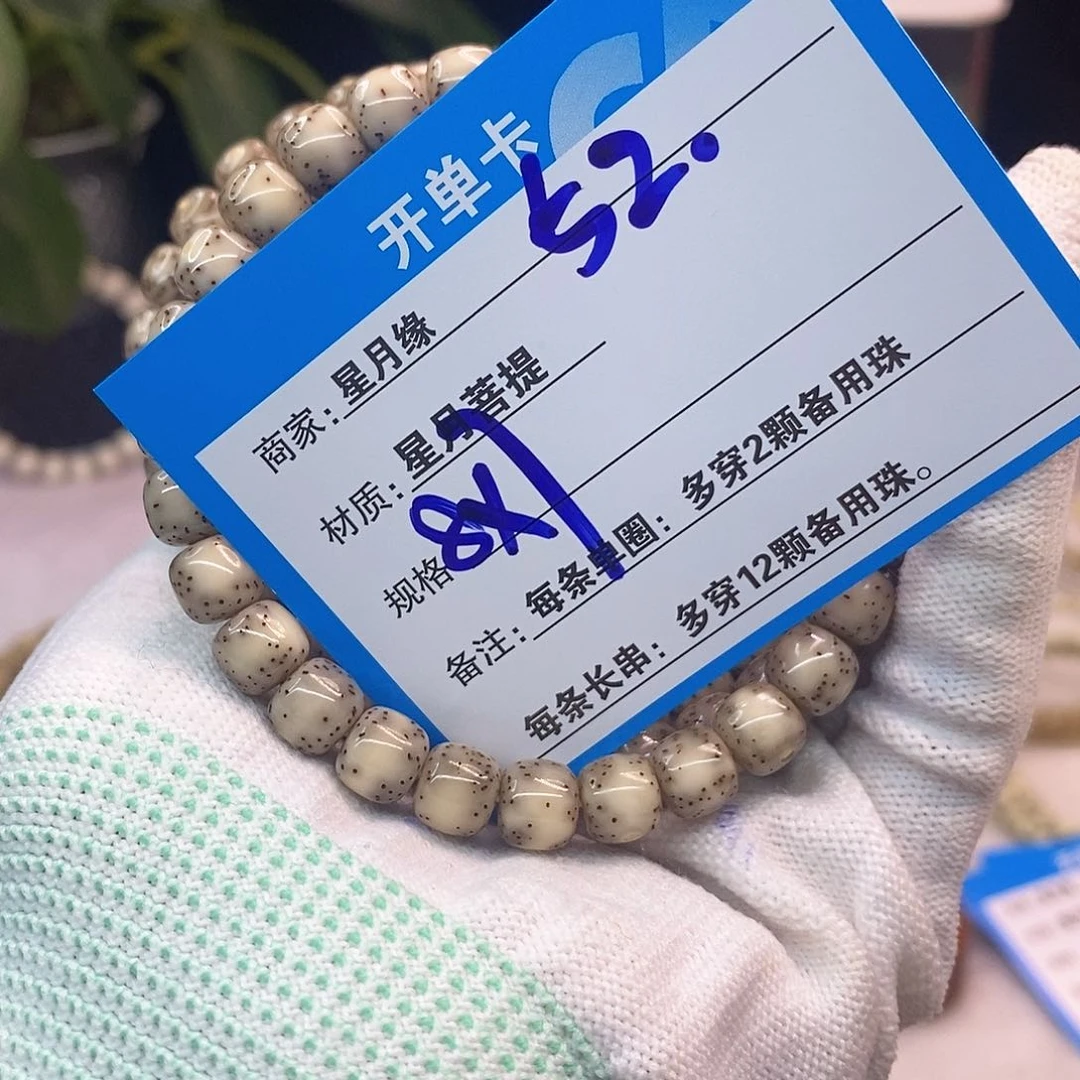 开单卡
52.
商家：星月缘
材质：星月菩提
规格 8X7
备注：每条单圈：多穿2颗备用珠
每条长串：多穿12颗备用珠。